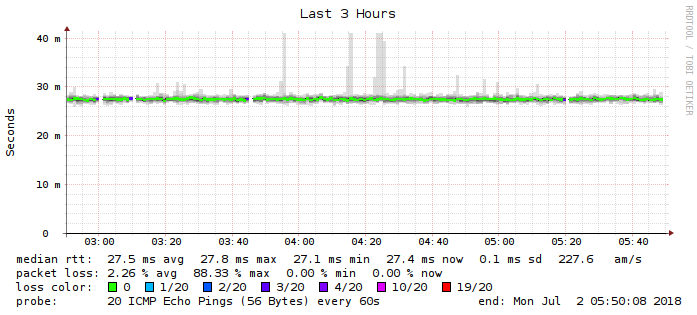 Last 3 Hours
RRDTOOL / TOBI OETIKER
Seconds
40 m
30 m
20 m
10 m
0
03:00 03:20 03:40 04:00 04:20 04:40 05:00 05:20 05:40
median rtt: 27.5 ms avg 27.8 ms max 27.1 ms min 27.4 ms now 0.1 ms sd 227.6 am/s
packet loss: 2.26 % avg 88.33 % max 0.00 % min 0.00 % now
loss color: 0 1/20 2/20 3/20 4/20 10/20 19/20
probe: 20 ICMP Echo Pings (56 Bytes) every 60s end: Mon Jul 2 05:50:08 2018